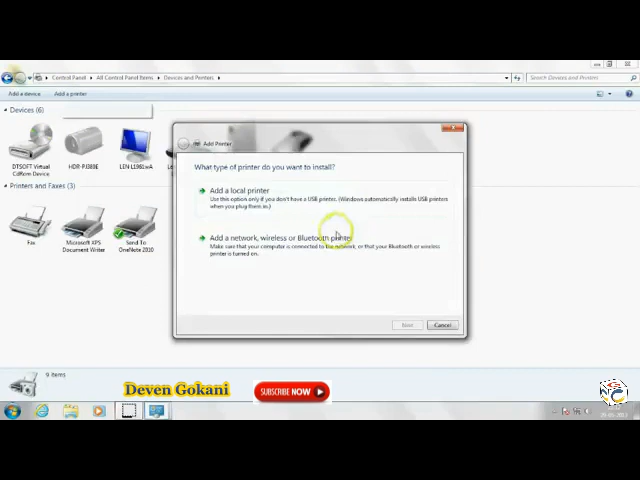 Control Panel
All Control Panel Items
Devices and Printers
Search Devices and Printers
Add a device
Add a printer
Devices (6)
DTSOFT Virtual
CdRom Device
HDR-PJ380E
LEN L1961wA
Printers and Faxes (3)
Fax
Microsoft XPS
Document Writer
Send To
OneNote 2010
Add Printer
What type of printer do you want to install?
Add a local printer
Use this option only if you don't have a USB printer. (Windows automatically installs USB printers
when you plug them in.)
Add a network, wireless or Bluetooth printer
Make sure that your computer is connected to the network, or that your Bluetooth or wireless
printer is turned on.
Next
Cancel
9 items
Deven Gokani
SUBSCRIBE NOW